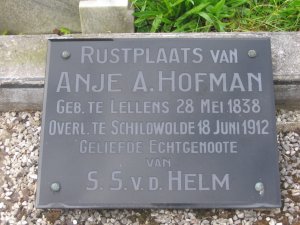 RUSTPLAATS VAN
ANJE A. HOFMAN
GEB. TE LELLENS 28 MEI 1838
OVERL. TE SCHILDWOLDE 18 JUNI 1912
GELIEFDE ECHTGENOOTE
VAN
S. S. V. D. HELM